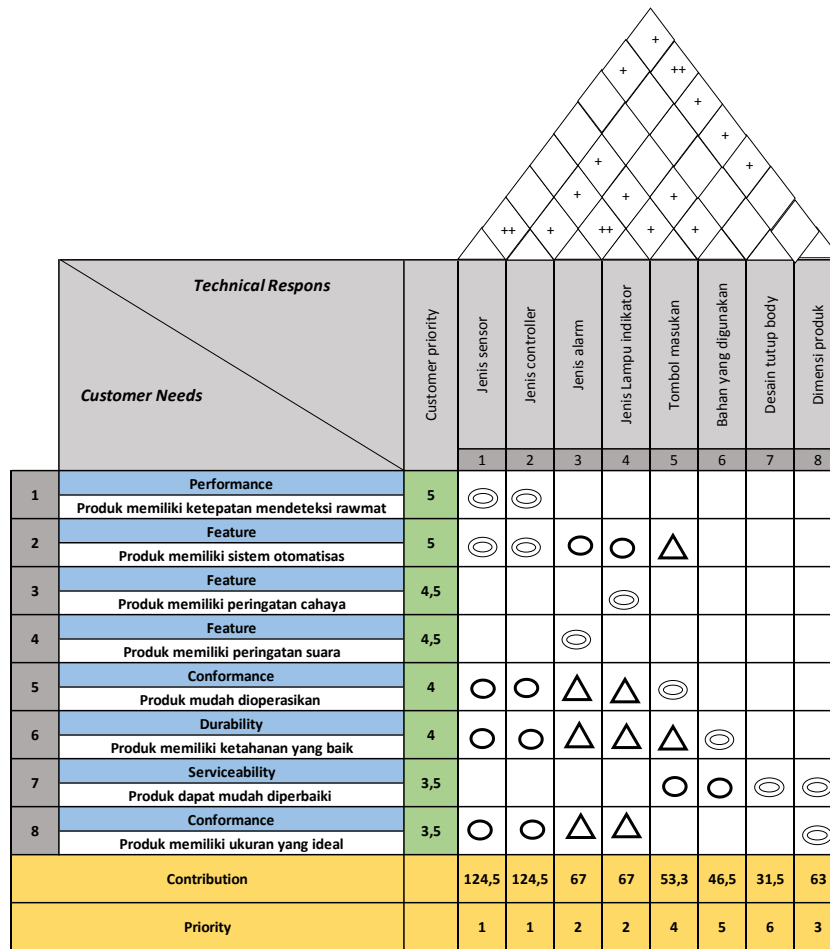 +
+ ++
+
+ +
+ +
+ + +
++ + ++ + +
Technical Respons
Customer Needs
Customer priority
Jenis sensor
Jenis controller
Jenis alarm
Jenis Lampu indikator
Tombol masukan
Bahan yang digunakan
Desain tutup body
Dimensi produk
1 2 3 4 5 6 7 8
1 Performance 5
Produk memiliki ketepatan mendeteksi rawmat
2 Feature 5
Produk memiliki sistem otomatisas
3 Feature 4,5
Produk memiliki peringatan cahaya
4 Feature 4,5
Produk memiliki peringatan suara
5 Conformance 4
Produk mudah dioperasikan
6 Durability 4
Produk memiliki ketahanan yang baik
7 Serviceability 3,5
Produk dapat mudah diperbaiki
8 Conformance 3,5
Produk memiliki ukuran yang ideal
Contribution 124,5 124,5 67 67 53,3 46,5 31,5 63
Priority 1 1 2 2 4 5 6 3